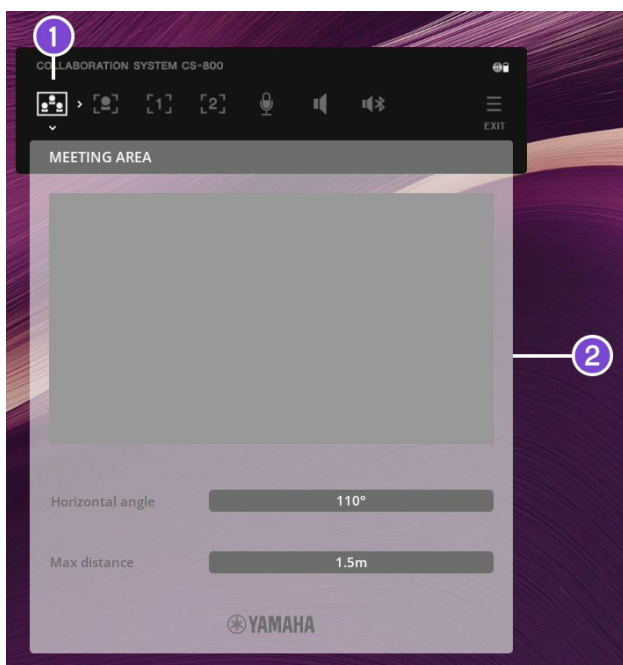 1
COLLABORATION SYSTEM CS-800
[1] [2]
EXIT
MEETING AREA
2
Horizontal angle 110°
Max distance 1.5m
YAMAHA